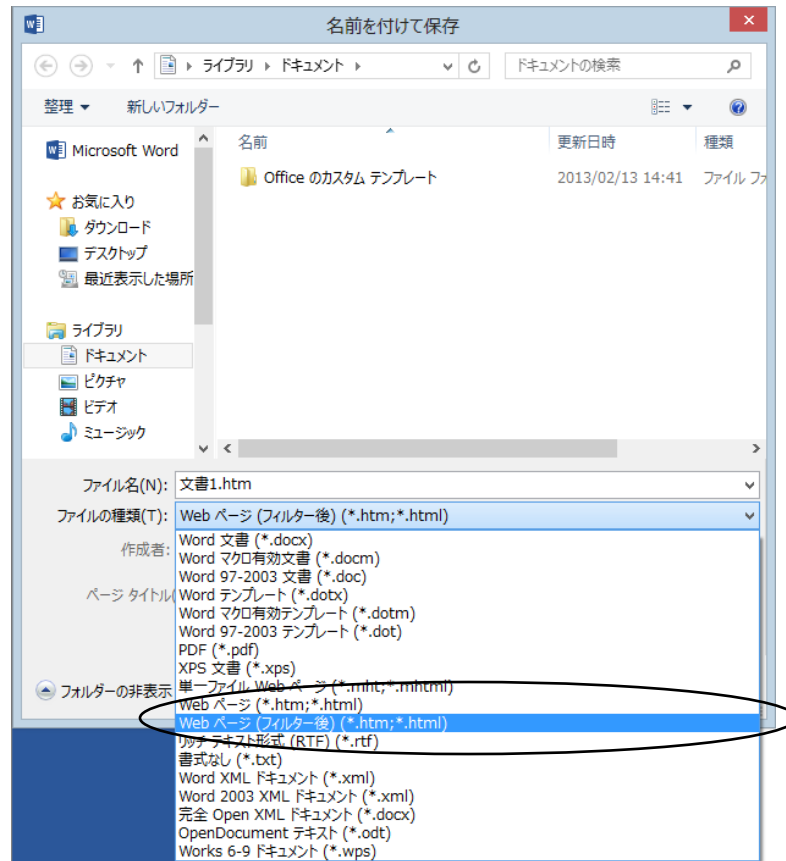 名前を付けて保存
ライブラリ ドキュメント
ドキュメントの検索
整理 新しいフォルダー
名前 更新日時 種類
Microsoft Word
Office のカスタム テンプレート 2013/02/13 14:41 ファイル フ
お気に入り
ダウンロード
デスクトップ
最近表示した場所
ライブラリ
ドキュメント
ピクチャ
ビデオ
ミュージック
ファイル名(N): 文書1.htm
ファイルの種類(T): Web ページ (フィルター後) (*.htm;*.html)
作成者:
ページ タイトル(
フォルダーの非表示
Word 文書 (*.docx)
Word マクロ有効文書 (*.docm)
Word 97-2003 文書 (*.doc)
Word テンプレート (*.dotx)
Word マクロ有効テンプレート (*.dotm)
Word 97-2003 テンプレート (*.dot)
PDF (*.pdf)
XPS 文書 (*.xps)
単一ファイル Web ページ (*.mht;*.mhtml)
Web ページ (*.htm;*.html)
Web ページ (フィルター後) (*.htm;*.html)
リッチ テキスト形式 (RTF) (*.rtf)
書式なし (*.txt)
Word XML ドキュメント (*.xml)
Word 2003 XML ドキュメント (*.xml)
完全 Open XML ドキュメント (*.docx)
OpenDocument テキスト (*.odt)
Works 6-9 ドキュメント (*.wps)